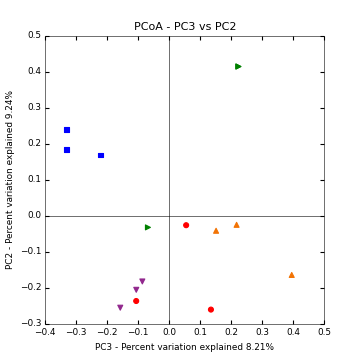 PCoA - PC3 vs PC2
0.5
0.4
0.3
0.2
0.1
0.0
−0.1
−0.2
−0.3
PC2 - Percent variation explained 9.24%
−0.4 −0.3 −0.2 −0.1 0.0 0.1 0.2 0.3 0.4 0.5
PC3 - Percent variation explained 8.21%